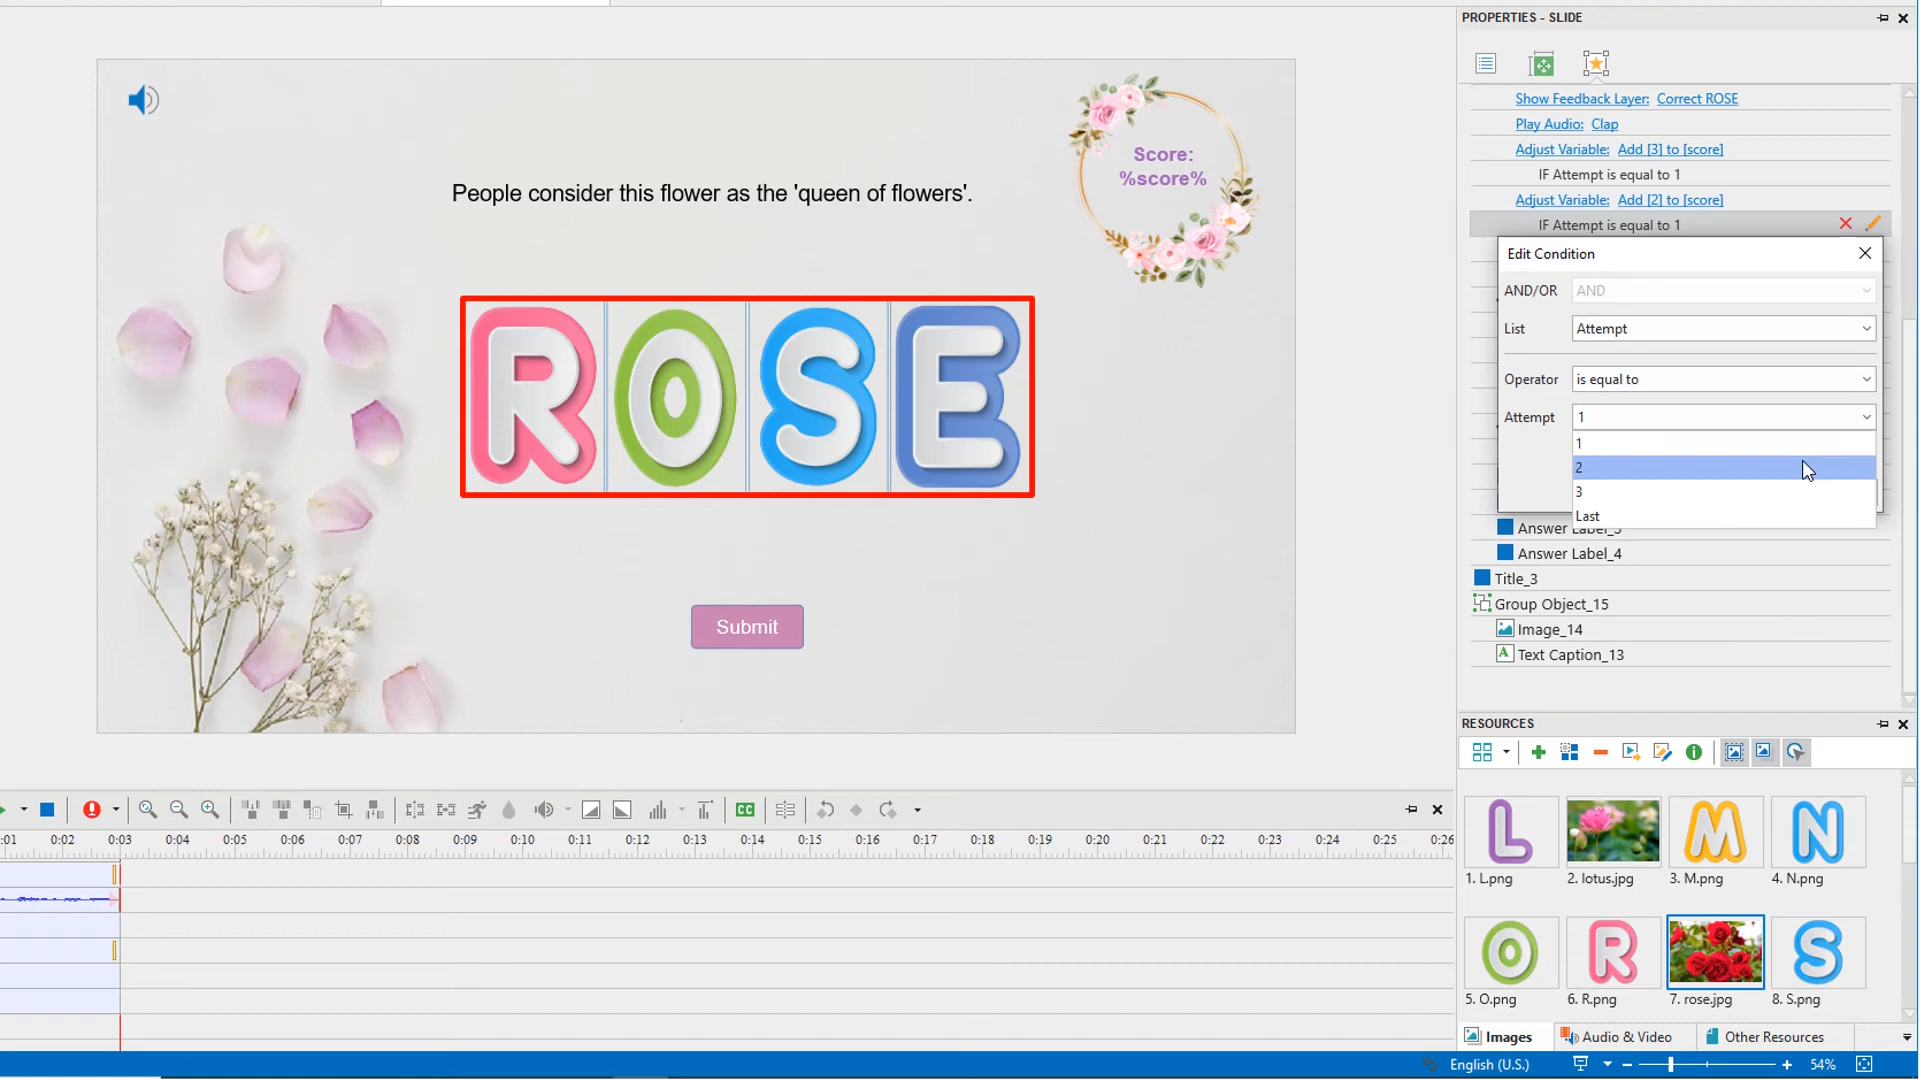 PROPERTIES - SLIDE
Show Feedback Layer: Correct ROSE
Play Audio: Clap
Adjust Variable: Add [3] to [score]
IF Attempt is equal to 1
Adjust Variable: Add [2] to [score]
IF Attempt is equal to 1
Edit Condition
AND/OR AND
List Attempt
Operator is equal to
Attempt 1
1
2
3
Last
Answer Label_3
Answer Label_4
Title_3
Group Object_15
Image_14
Text Caption_13
Score:
%score%
People consider this flower as the 'queen of flowers'.
ROSE
Submit
RESOURCES
L M N
1. L.png 2. lotus.jpg 3. M.png 4. N.png
O R S
5. O.png 6. R.png 7. rose.jpg 8. S.png
Images Audio & Video Other Resources
CC
:01 0:02 0:03 0:04 0:05 0:06 0:07 0:08 0:09 0:10 0:11 0:12 0:13 0:14 0:15 0:16 0:17 0:18 0:19 0:20 0:21 0:22 0:23 0:24 0:25 0:26
English (U.S.) 54%